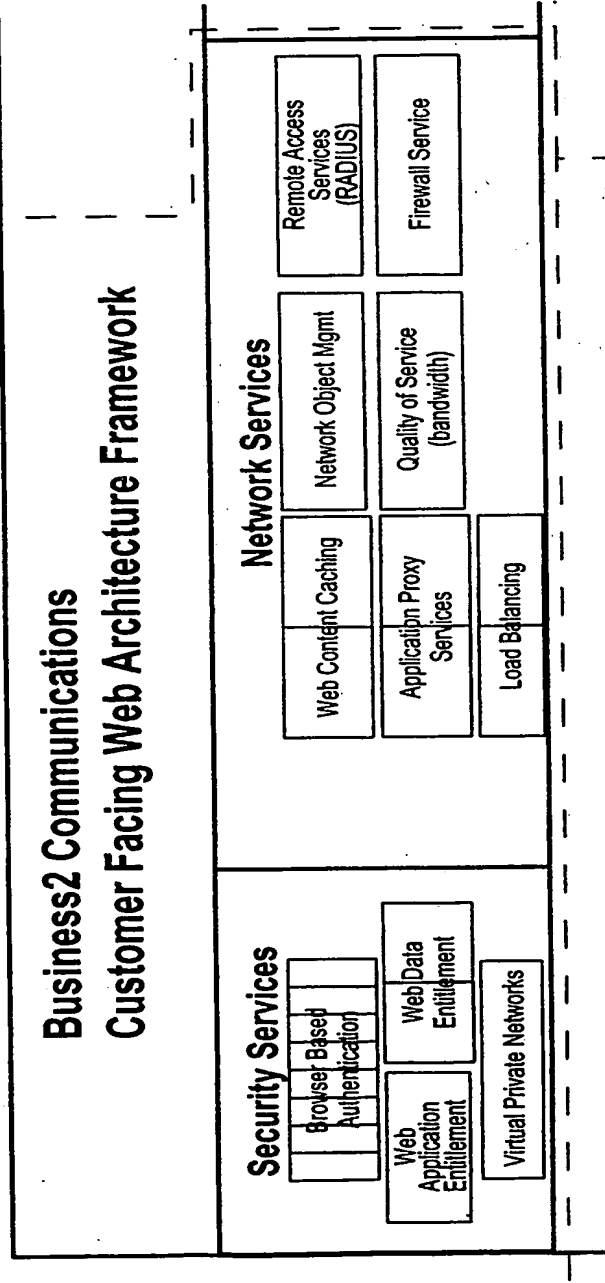 Business2 Communications
Customer Facing Web Architecture Framework
Security Services
Browser Based
Authentication
Web
Application
Entitlement
Web Data
Entitlement
Virtual Private Networks
Network Services
Web Content Caching
Network Object Mgmt
Remote Access
Services
(RADIUS)
Application Proxy
Services
Quality of Service
(bandwidth)
Firewall Service
Load Balancing